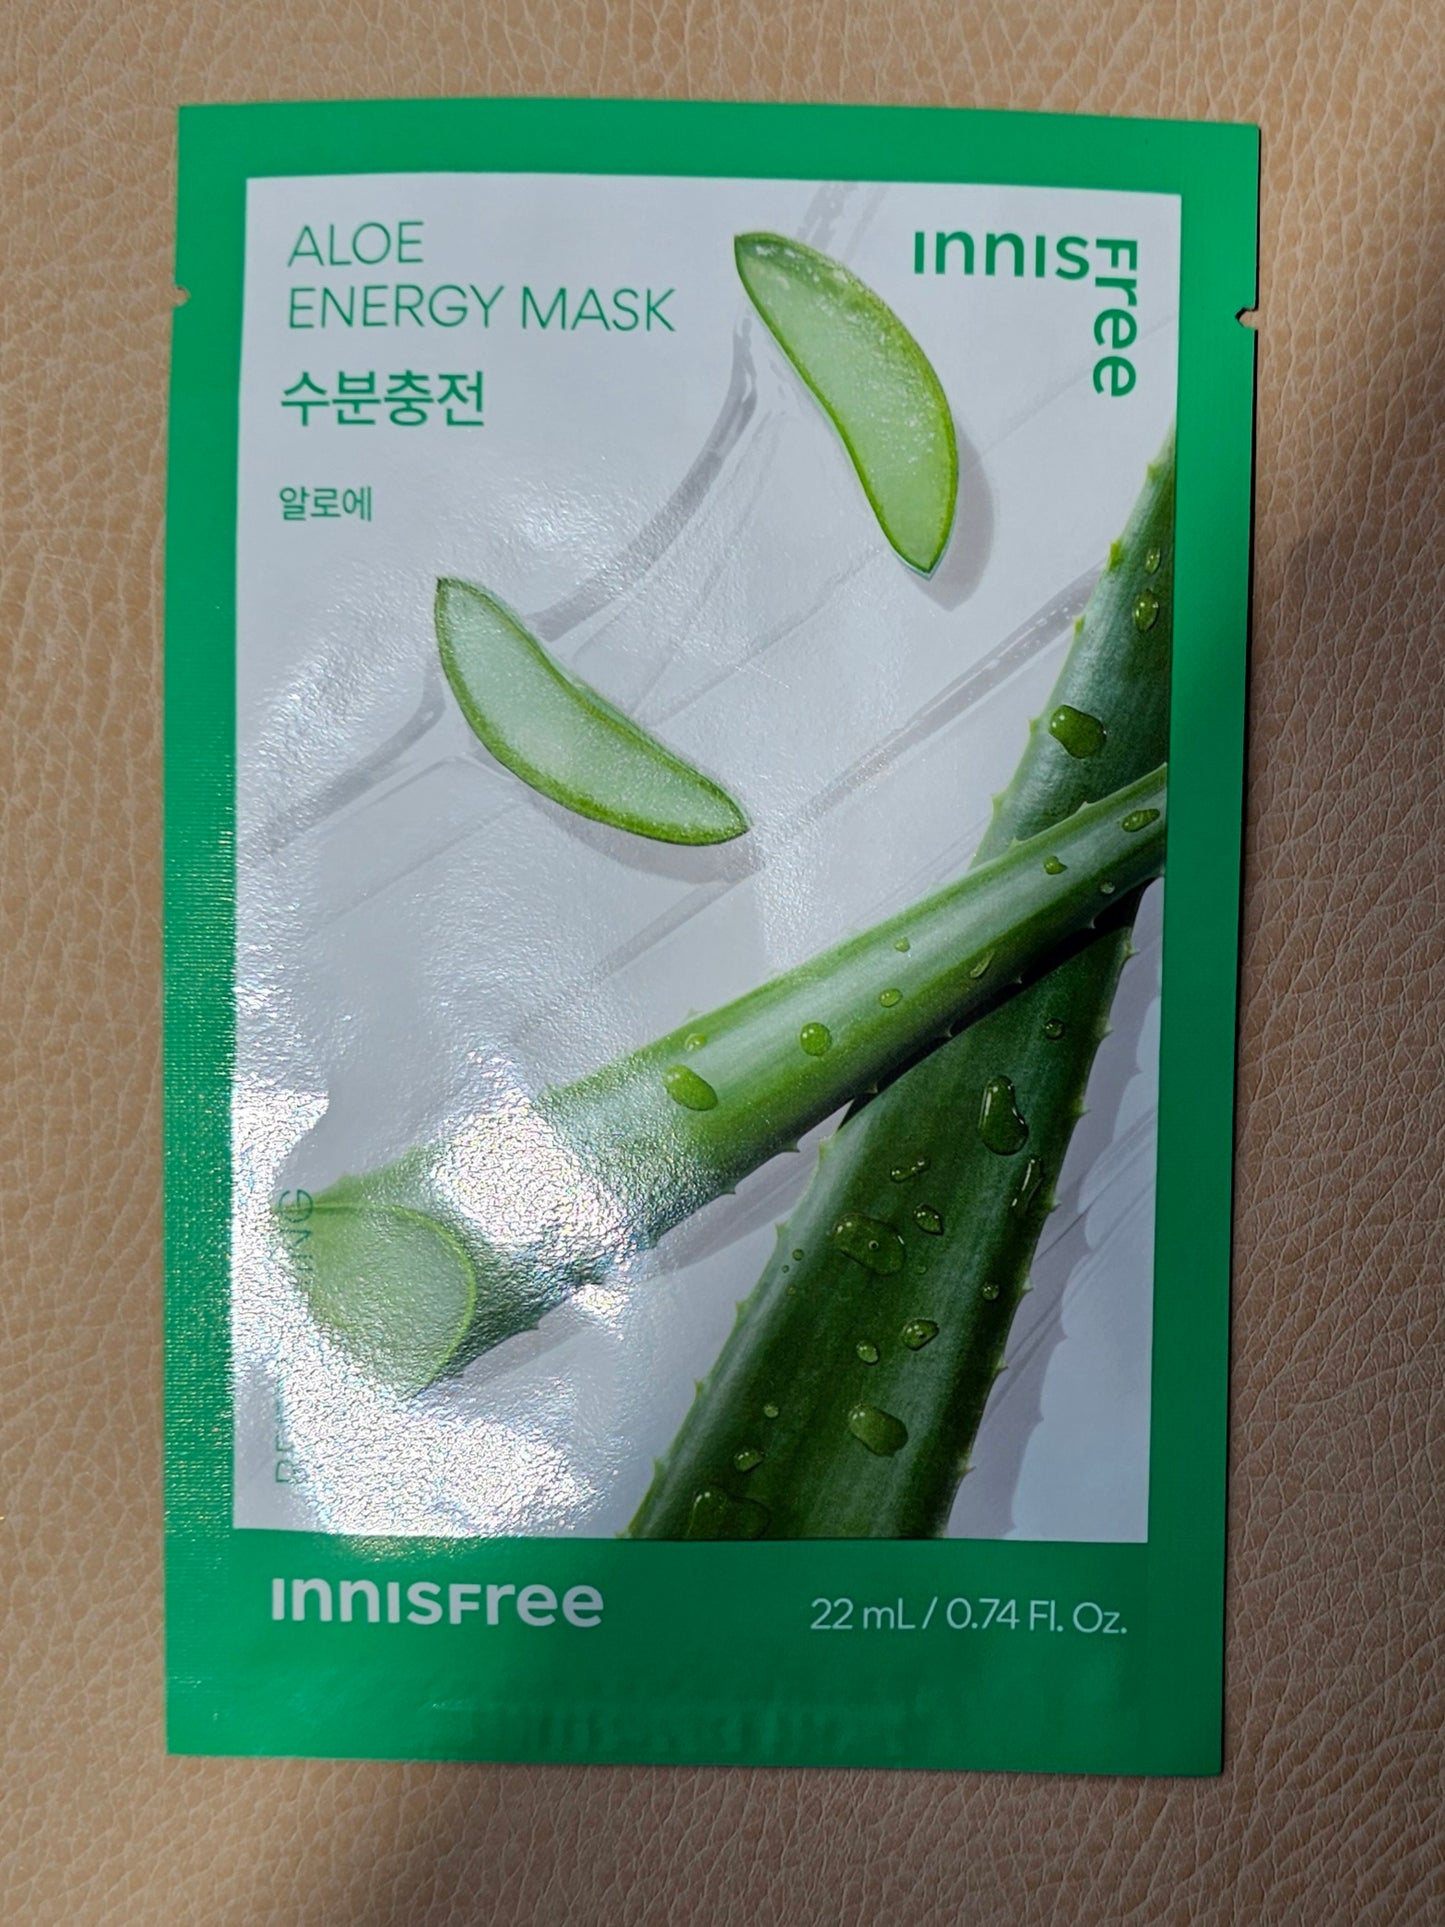 ALOE
ENERGY MASK
수분충전
알로에
INNISFree
INNISFree
22 mL / 0.74 Fl. Oz.